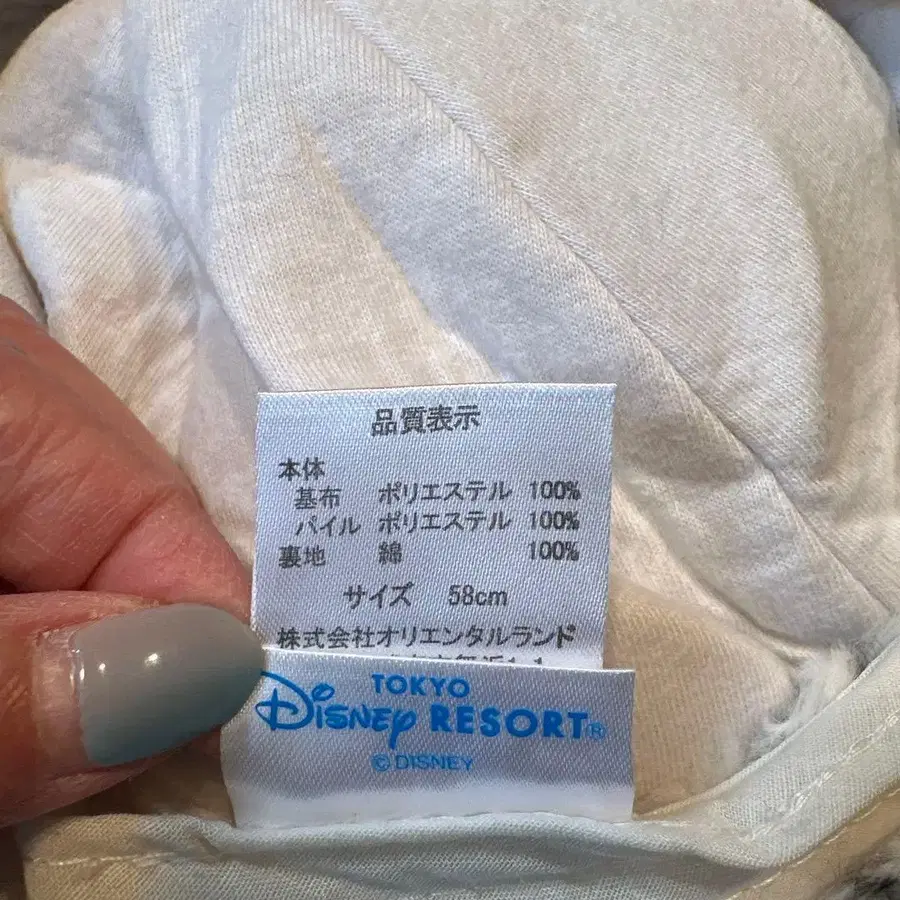 品質表示
本体
基布 ポリエステル 100%
パイル ポリエステル 100%
裏地 綿 100%
サイズ 58cm
株式会社オリエンタルランド
TOKYO
DISNEY RESORT®
© DISNEY